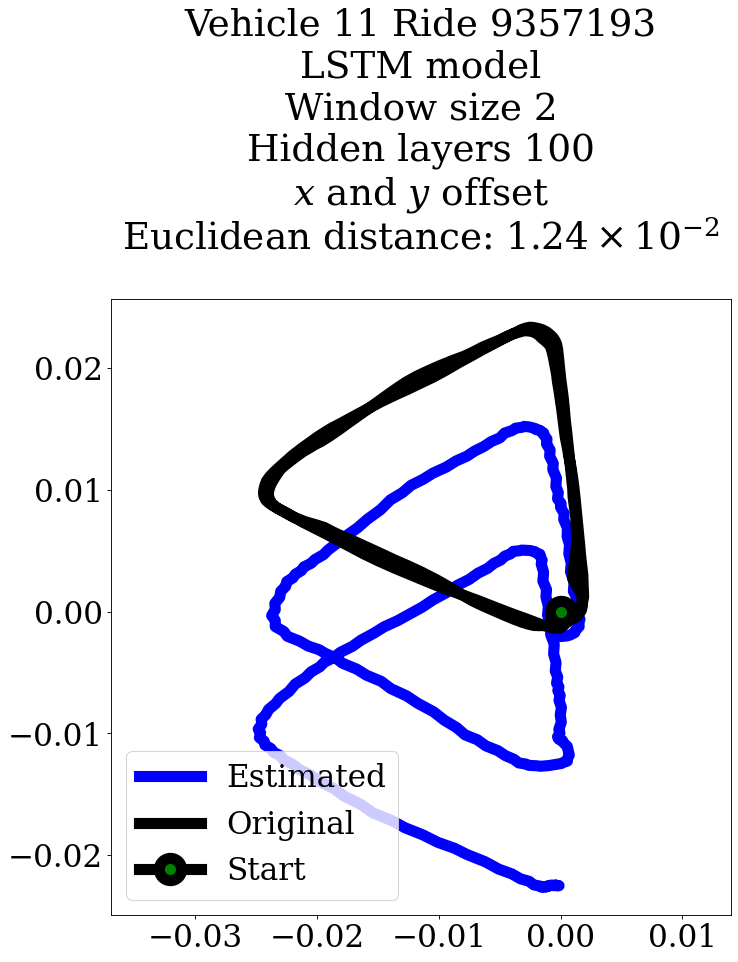 Vehicle 11 Ride 9357193
LSTM model
Window size 2
Hidden layers 100
x and y offset
Euclidean distance: 1.24 × 10⁻²
0.02
0.01
0.00
−0.01
−0.02
Estimated
Original
Start
−0.03 −0.02 −0.01 0.00 0.01